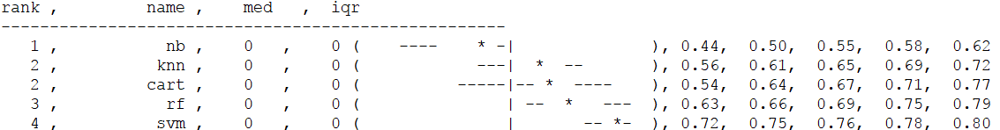 rank ,         name ,    med   ,  iqr
----------------------------------------------------
   1 ,           nb ,    0  ,    0 (    ----    * -|              ), 0.44,  0.50,  0.55,  0.58,  0.62
   2 ,          knn ,    0  ,    0 (            ---|  *  --       ), 0.56,  0.61,  0.65,  0.69,  0.72
   2 ,         cart ,    0  ,    0 (          -----|-- *  ----    ), 0.54,  0.64,  0.67,  0.71,  0.77
   3 ,           rf ,    0  ,    0 (               | --  *   ---  ), 0.63,  0.66,  0.69,  0.75,  0.79
   4 ,          svm ,    0  ,    0 (               |       -- *-  ), 0.72,  0.75,  0.76,  0.78,  0.80